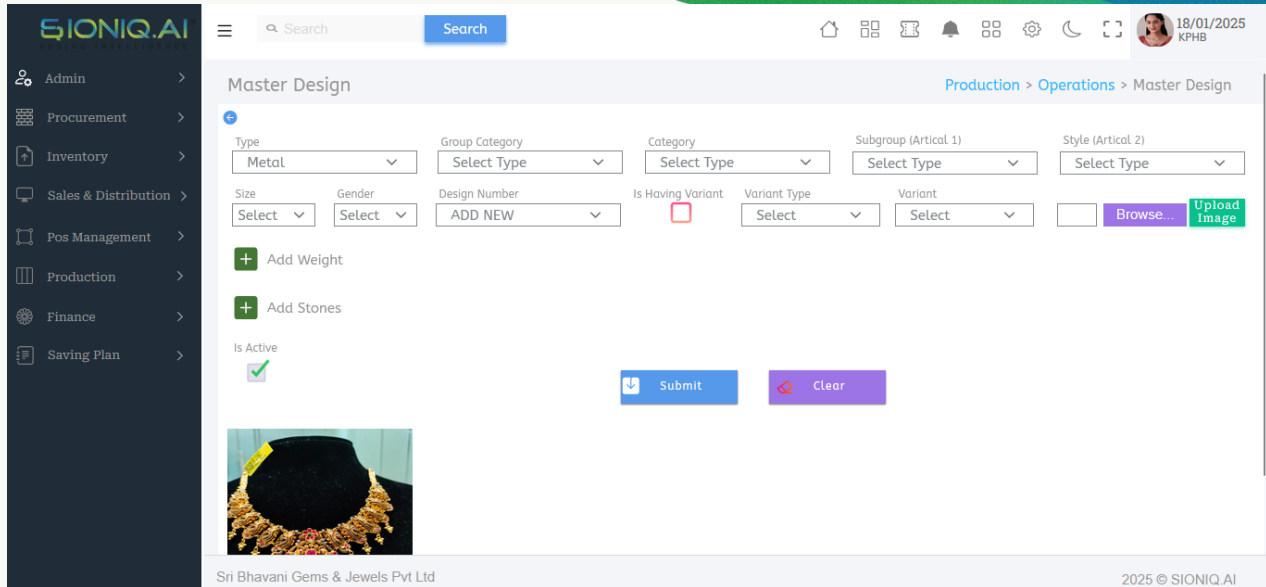 SIONIQ.AI
Search
Search
18/01/2025
KPHB
Admin
Procurement
Inventory
Sales & Distribution
Pos Management
Production
Finance
Saving Plan
Master Design
Production > Operations > Master Design
Type
Group Category
Category
Subgroup (Artical 1)
Style (Artical 2)
Metal
Select Type
Select Type
Select Type
Select Type
Size
Gender
Design Number
Is Having Variant
Variant Type
Variant
Select
Select
ADD NEW
Select
Select
Browse...
Upload
Image
Add Weight
Add Stones
Is Active
Submit
Clear
Sri Bhavani Gems & Jewels Pvt Ltd
2025 © SIONIQ.AI